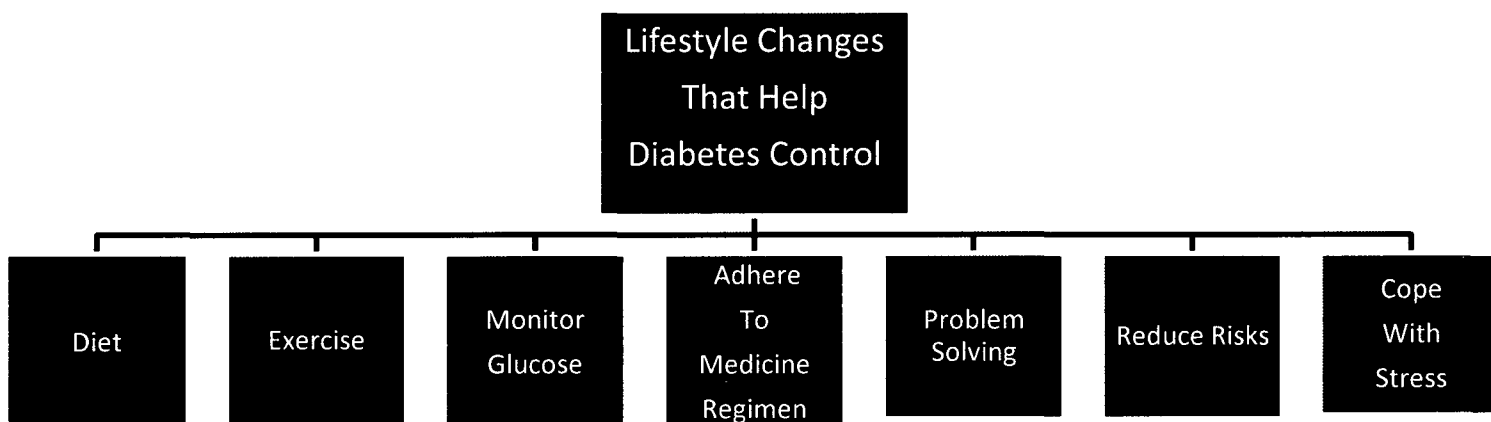 Lifestyle Changes
That Help
Diabetes Control
Diet
Exercise
Monitor
Glucose
Adhere
To
Medicine
Regimen
Problem
Solving
Reduce Risks
Cope
With
Stress